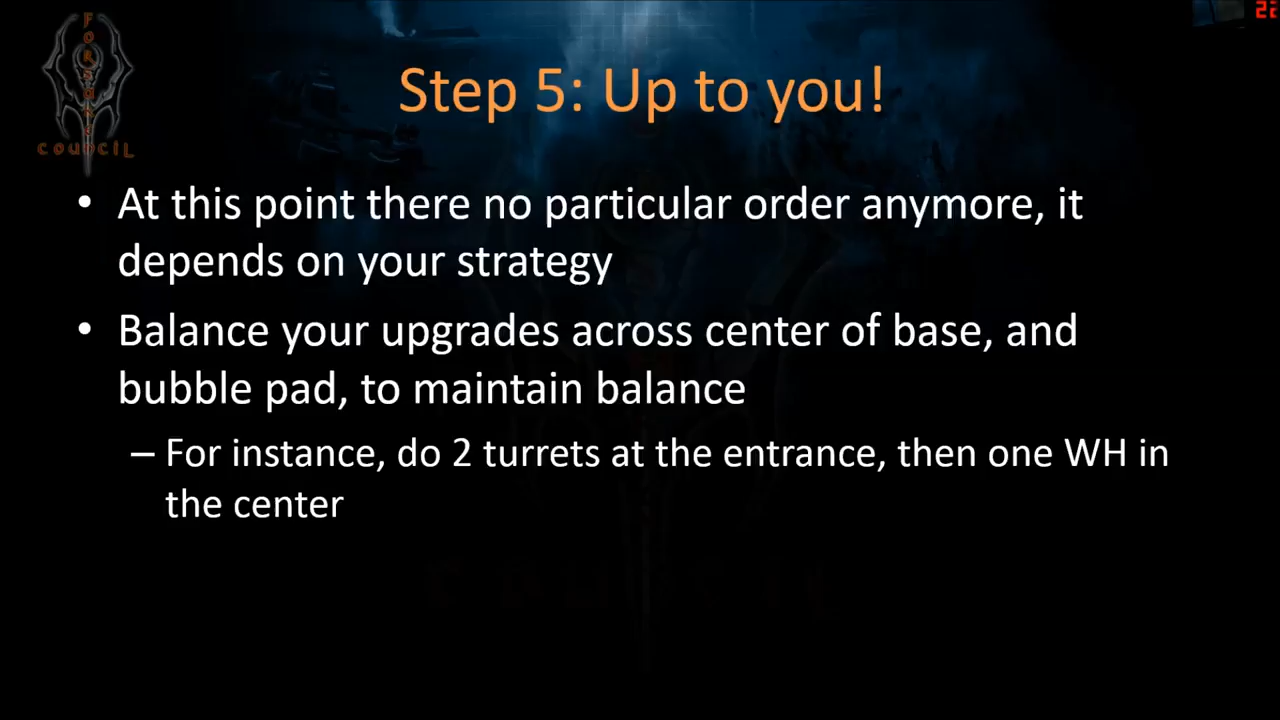 Step 5: Up to you!
• At this point there no particular order anymore, it
depends on your strategy
• Balance your upgrades across center of base, and
bubble pad, to maintain balance
– For instance, do 2 turrets at the entrance, then one WH in
the center
council